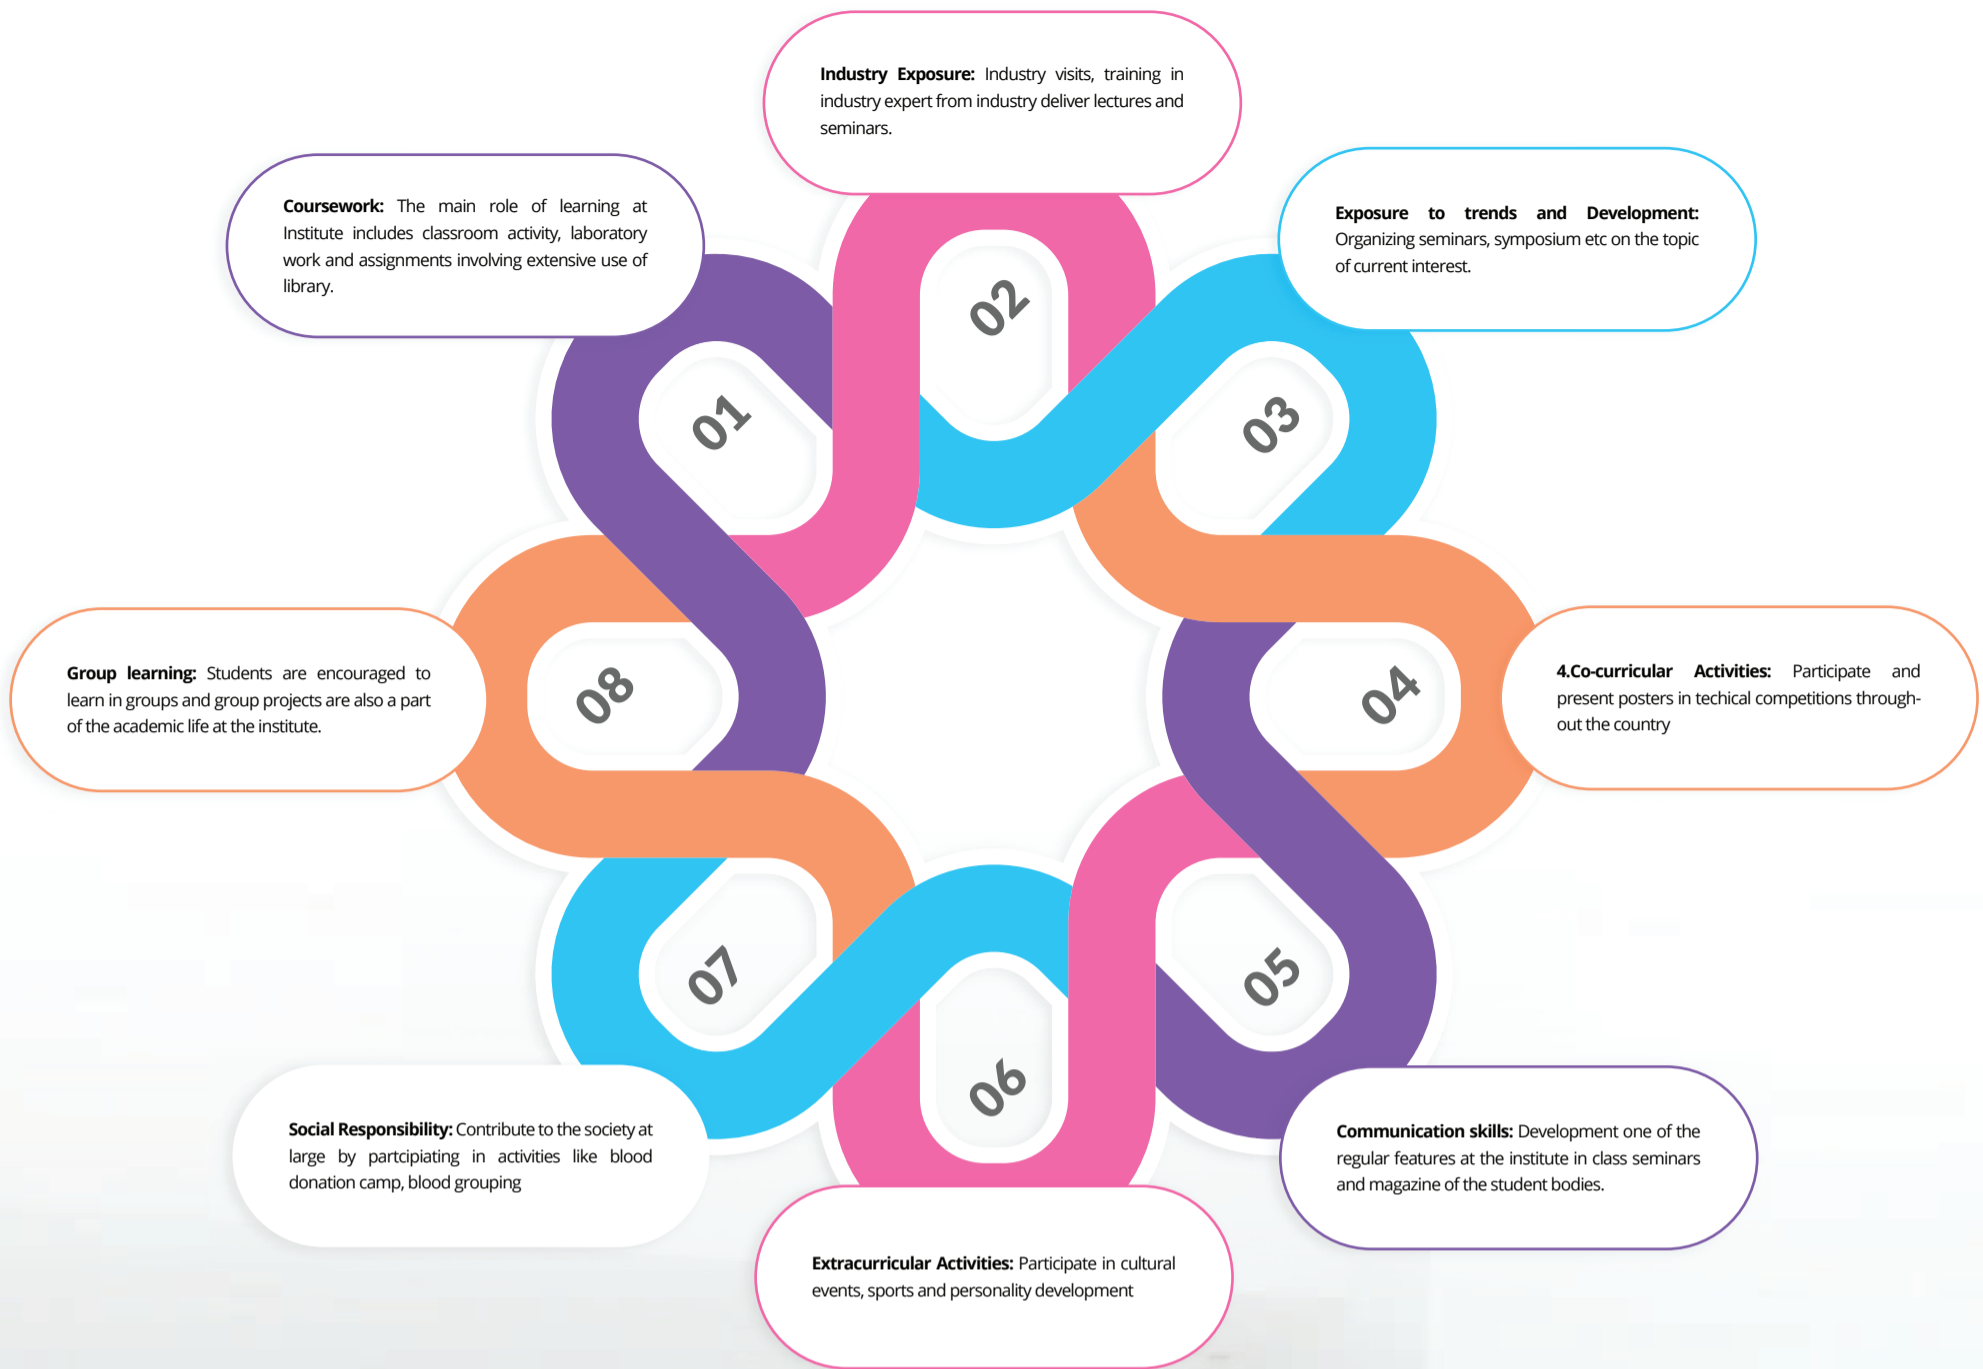 Industry Exposure: Industry visits, training in
industry expert from industry deliver lectures and
seminars.
Coursework: The main role of learning at
Institute includes classroom activity, laboratory
work and assignments involving extensive use of
library.
Exposure to trends and Development:
Organizing seminars, symposium etc on the topic
of current interest.
02
01
03
Group learning: Students are encouraged to
learn in groups and group projects are also a part
of the academic life at the institute.
08
04
4.Co-curricular Activities: Participate and
present posters in techical competitions through-
out the country
07
05
06
Social Responsibility: Contribute to the society at
large by partcipiating in activities like blood
donation camp, blood grouping
Communication skills: Development one of the
regular features at the institute in class seminars
and magazine of the student bodies.
Extracurricular Activities: Participate in cultural
events, sports and personality development